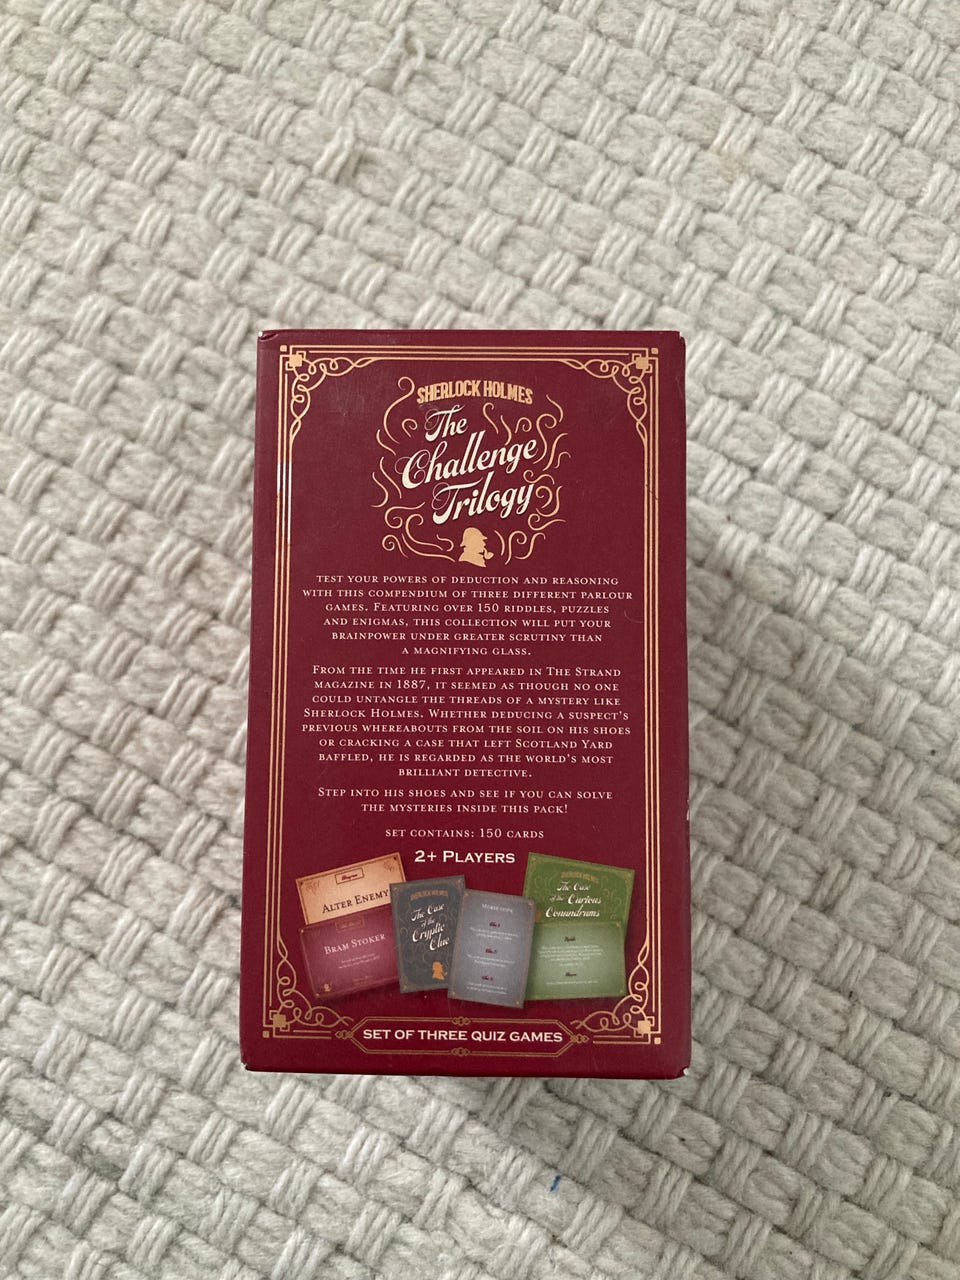 SHERLOCK HOLMES
The
Challenge
Trilogy
TEST YOUR POWERS OF DEDUCTION AND REASONING
WITH THIS COMPENDIUM OF THREE DIFFERENT PARLOUR
GAMES. FEATURING OVER 150 RIDDLES, PUZZLES
AND ENIGMAS, THIS COLLECTION WILL PUT YOUR
BRAINPOWER UNDER GREATER SCRUTINY THAN
A MAGNIFYING GLASS.
FROM THE TIME HE FIRST APPEARED IN THE STRAND
MAGAZINE IN 1887, IT SEEMED AS THOUGH NO ONE
COULD UNTANGLE THE THREADS OF A MYSTERY LIKE
SHERLOCK HOLMES. WHETHER DEDUCING A SUSPECT'S
PREVIOUS WHEREABOUTS FROM THE SOIL ON HIS SHOES
OR CRACKING A CASE THAT LEFT SCOTLAND YARD
BAFFLED, HE IS REGARDED AS THE WORLD'S MOST
BRILLIANT DETECTIVE.
STEP INTO HIS SHOES AND SEE IF YOU CAN SOLVE
THE MYSTERIES INSIDE THIS PACK!
SET CONTAINS: 150 CARDS
2+ PLAYERS
ALTER ENEMY
BRAM STOKER
SHERLOCK HOLMES
The Case
of the
Cryptic
Clue
SHERLOCK HOLMES
The Case
of the Curious
Conundrums
SET OF THREE QUIZ GAMES